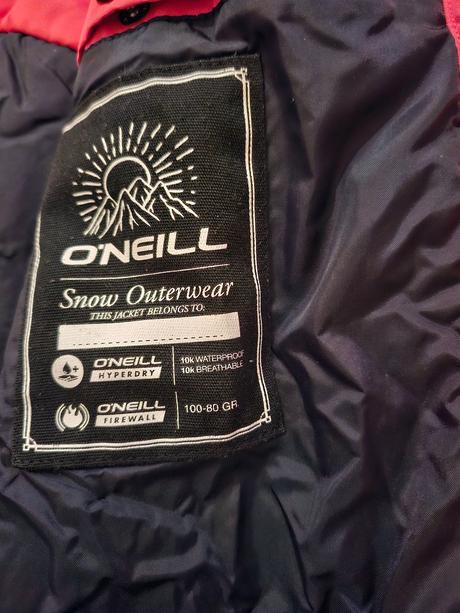 O'NEILL
Snow Outerwear
THIS JACKET BELONGS TO:
O'NEILL
HYPERDRY
10K WATERPROOF
10K BREATHABLE
O'NEILL
FIREWALL
100-80 GR.